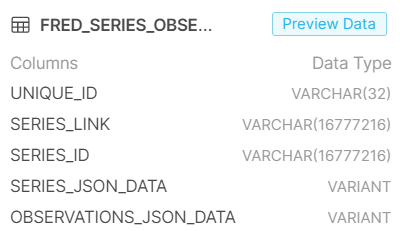 FRED_SERIES_OBSE... Preview Data
Columns Data Type
UNIQUE_ID VARCHAR(32)
SERIES_LINK VARCHAR(16777216)
SERIES_ID VARCHAR(16777216)
SERIES_JSON_DATA VARIANT
OBSERVATIONS_JSON_DATA VARIANT